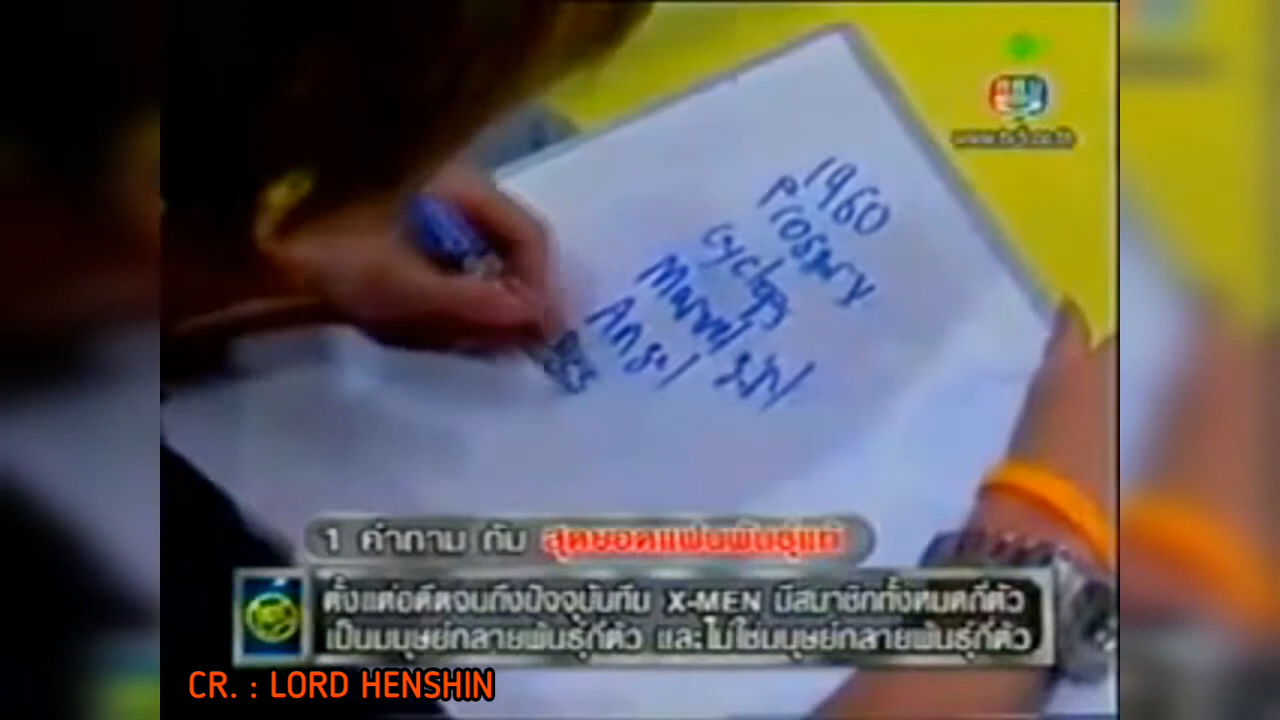 1960
Prospry
Cyclops
Marvel
Angel
1 คำถาม กับ สุดยอดแฟนพันธุ์แท้
ตั้งแต่อดีตจนถึงปัจจุบันทีม X-MEN มีสมาชิกทั้งหมดกี่ตัว
เป็นมนุษย์กลายพันธุ์กี่ตัว และไม่ใช่มนุษย์กลายพันธุ์กี่ตัว
CR. : LORD HENSHIN